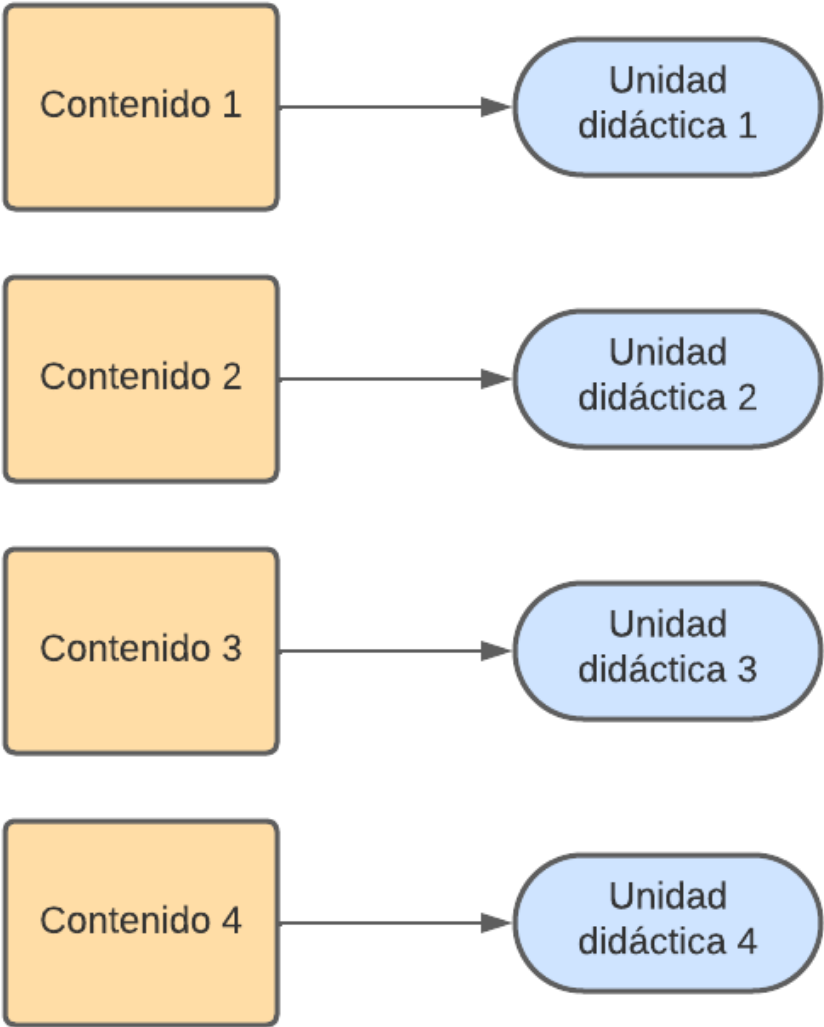 Contenido 1
Unidad
didáctica 1
Contenido 2
Unidad
didáctica 2
Contenido 3
Unidad
didáctica 3
Contenido 4
Unidad
didáctica 4